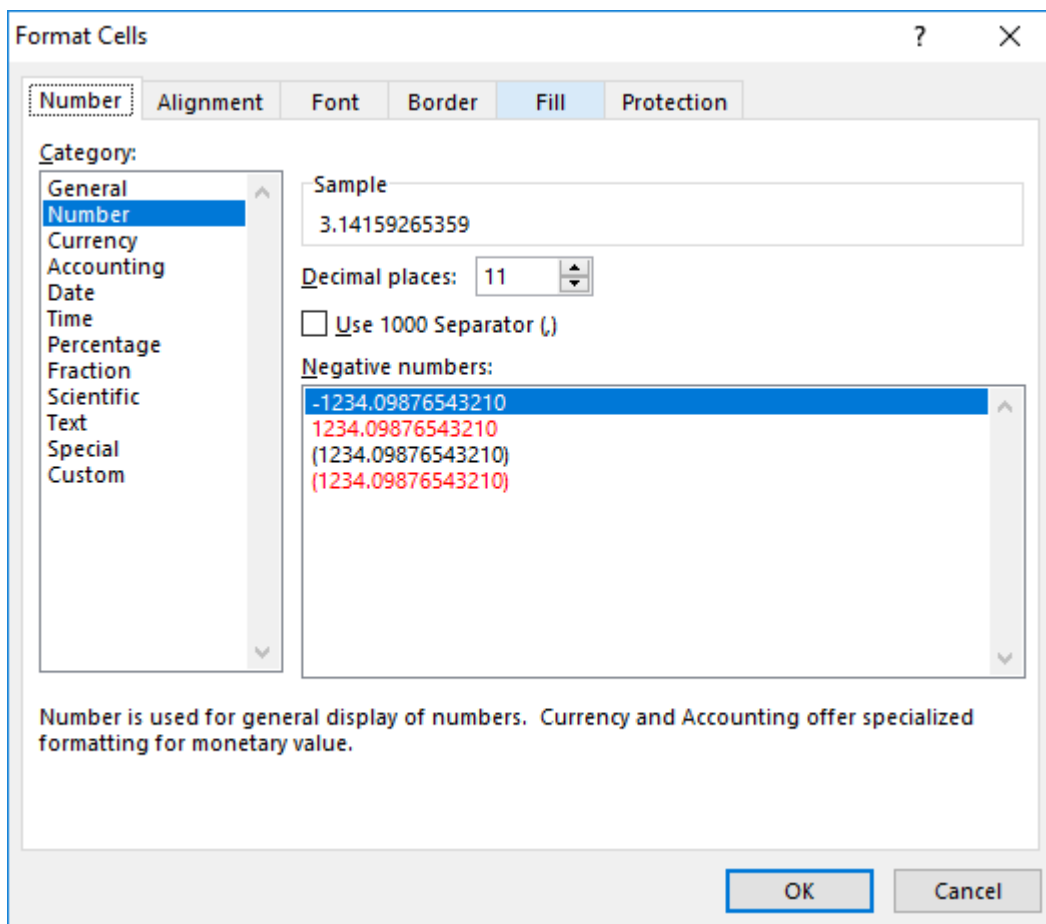 Format Cells
?
Number
Alignment
Font
Border
Fill
Protection
Category:
General
Number
Currency
Accounting
Date
Time
Percentage
Fraction
Scientific
Text
Special
Custom
Sample
3.14159265359
Decimal places: 11
Use 1000 Separator (,)
Negative numbers:
-1234.09876543210
1234.09876543210
(1234.09876543210)
(1234.09876543210)
Number is used for general display of numbers.  Currency and Accounting offer specialized
formatting for monetary value.
OK
Cancel